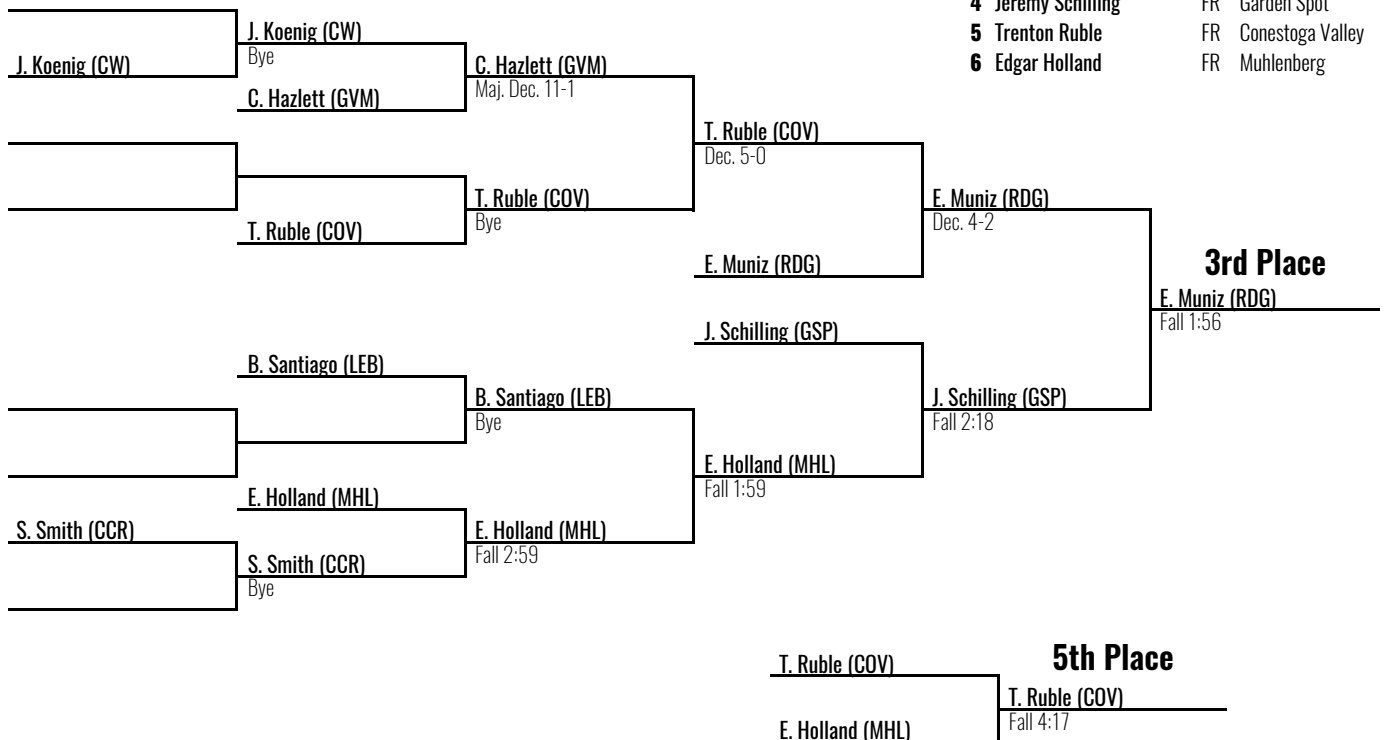 4 Jeremy Schilling FR Garden Spot
5 Trenton Ruble FR Conestoga Valley
6 Edgar Holland FR Muhlenberg
J. Koenig (CW)
J. Koenig (CW)
Bye
C. Hazlett (GVM)
C. Hazlett (GVM)
Maj. Dec. 11-1
T. Ruble (COV)
T. Ruble (COV)
Bye
T. Ruble (COV)
Dec. 5-0
E. Muniz (RDG)
E. Muniz (RDG)
Dec. 4-2
3rd Place
E. Muniz (RDG)
Fall 1:56
J. Schilling (GSP)
J. Schilling (GSP)
Fall 2:18
B. Santiago (LEB)
B. Santiago (LEB)
Bye
E. Holland (MHL)
Fall 1:59
E. Holland (MHL)
E. Holland (MHL)
Fall 2:59
S. Smith (CCR)
S. Smith (CCR)
Bye
5th Place
T. Ruble (COV)
T. Ruble (COV)
Fall 4:17
E. Holland (MHL)